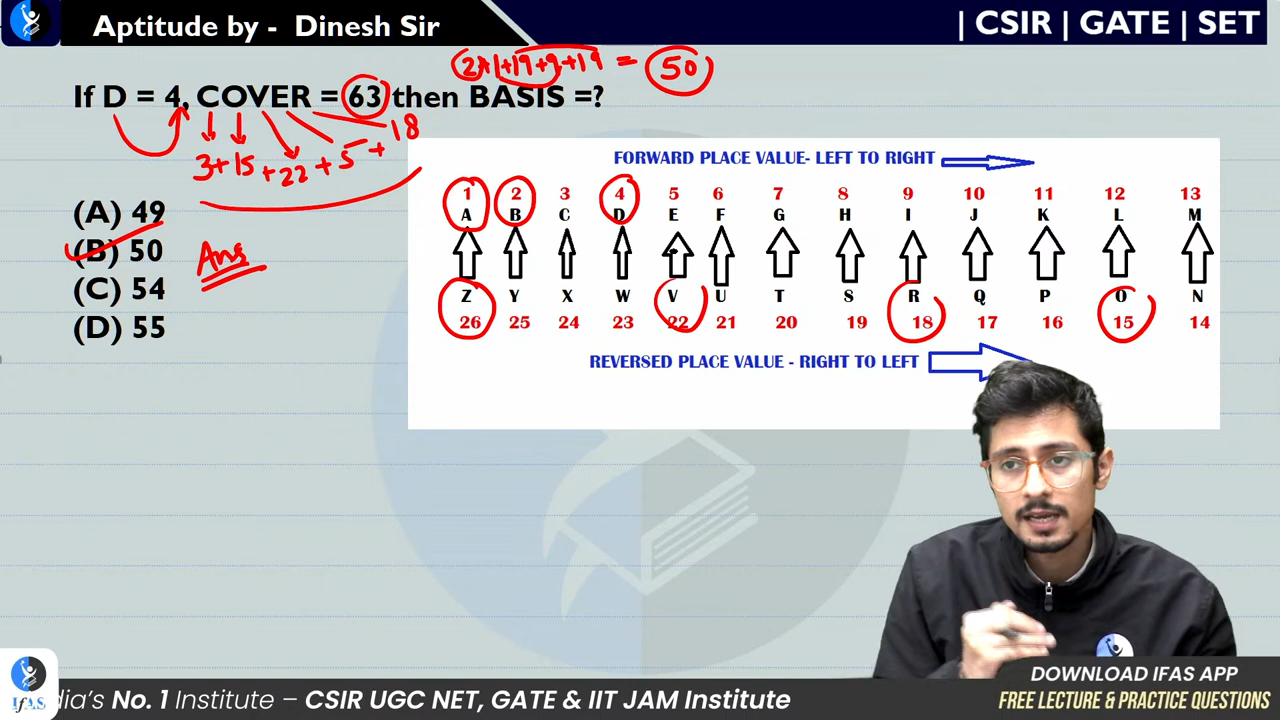 Aptitude by - Dinesh Sir
| CSIR | GATE | SET
2+1+19+9+19 = 50
If D = 4, COVER = 63 then BASIS =?
3+15+22+5+18
(A) 49
(B) 50
(C) 54
(D) 55
Ans
FORWARD PLACE VALUE- LEFT TO RIGHT
1 2 3 4 5 6 7 8 9 10 11 12 13
A B C D E F G H I J K L M
Z Y X W V U T S R Q P O N
26 25 24 23 22 21 20 19 18 17 16 15 14
REVERSED PLACE VALUE - RIGHT TO LEFT
IFAS
dia's No. 1 Institute – CSIR UGC NET, GATE & IIT JAM Institute
DOWNLOAD IFAS APP
FREE LECTURE & PRACTICE QUESTIONS